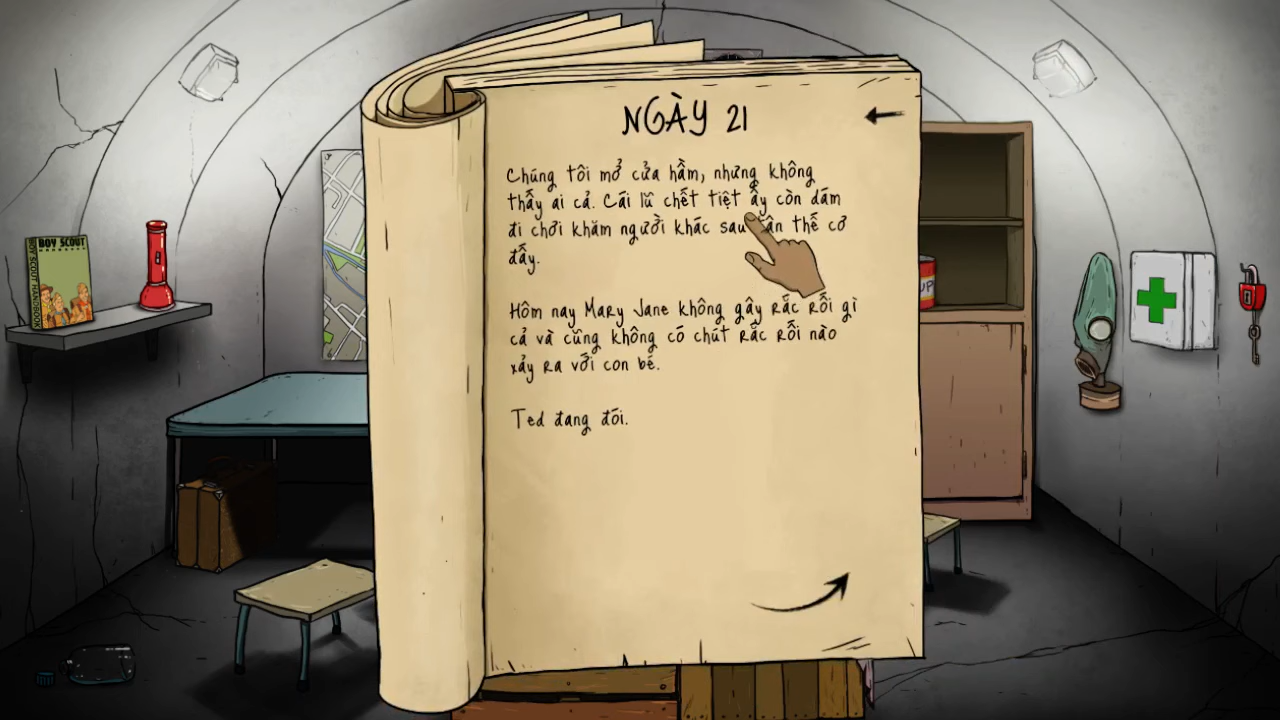 NGÀY 21
Chúng tôi mở cửa hầm, nhưng không
thấy ai cả. Cái lũ chết tiệt ấy còn dám
đi chơi khăm người khác sau thế cơ
đấy.
Hôm nay Mary Jane không gây rắc rối gì
cả và cũng không có chút rắc rối nào
xảy ra với con bé.
Ted đang đói.
BOY SCOUT
BOY SCOUT HANDBOOK